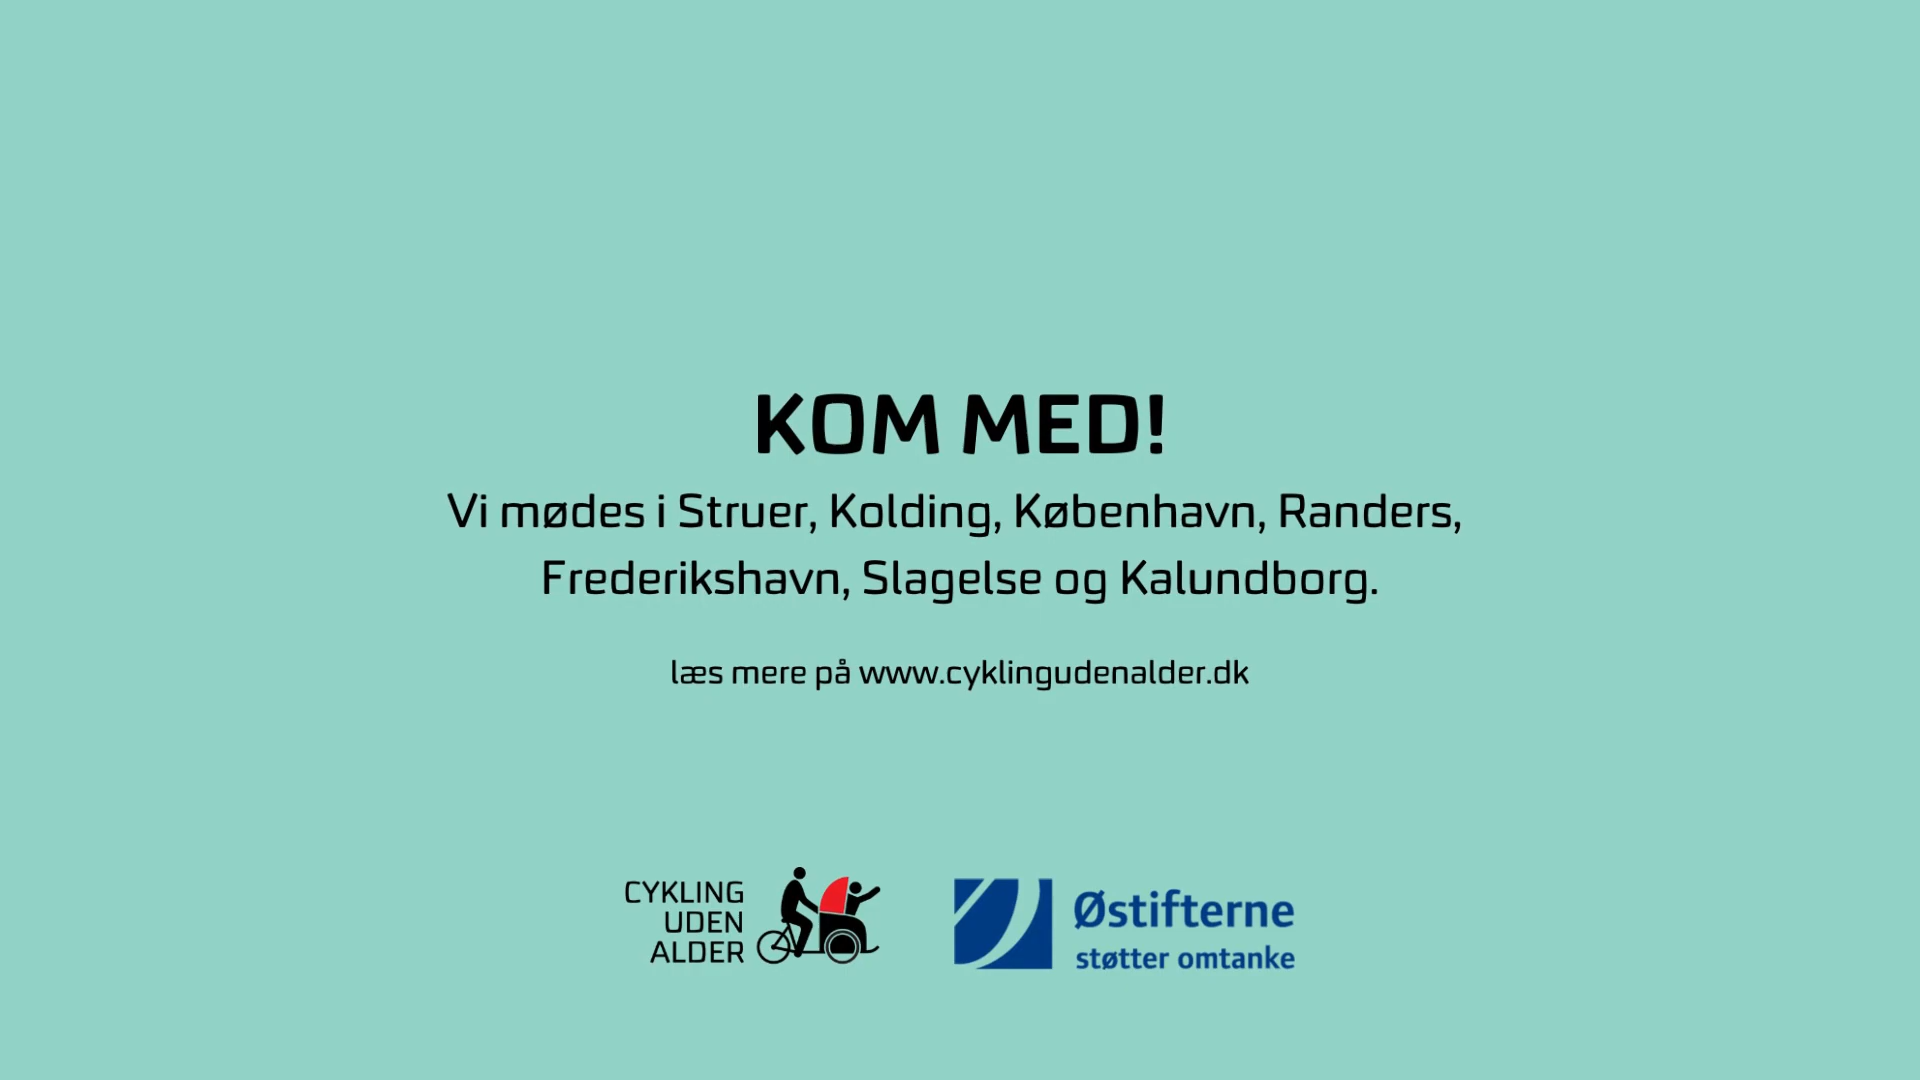 KOM MED!
Vi mødes i Struer, Kolding, København, Randers,
Frederikshavn, Slagelse og Kalundborg.
læs mere på www.cyklingudenalder.dk
CYKLING
UDEN
ALDER
Østifterne
støtter omtanke